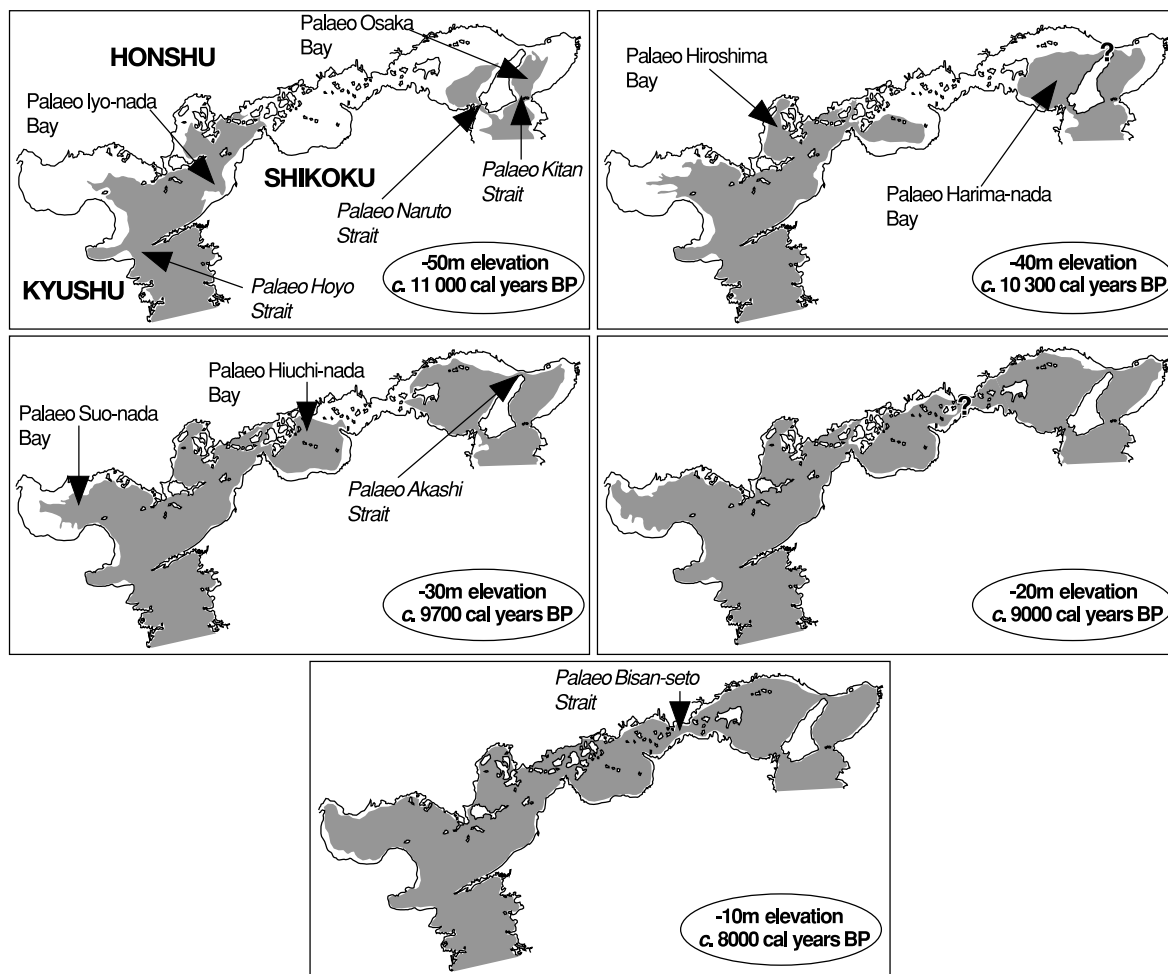 HONSHU
Palaeo Osaka
Bay
Palaeo Iyo-nada
Bay
SHIKOKU
Palaeo Kitan
Strait
Palaeo Naruto
Strait
KYUSHU
Palaeo Hoyo
Strait
-50m elevation
c. 11 000 cal years BP
Palaeo Hiroshima
Bay
?
Palaeo Harima-nada
Bay
-40m elevation
c. 10 300 cal years BP
Palaeo Hiuchi-nada
Bay
Palaeo Suo-nada
Bay
Palaeo Akashi
Strait
-30m elevation
c. 9700 cal years BP
?
-20m elevation
c. 9000 cal years BP
Palaeo Bisan-seto
Strait
-10m elevation
c. 8000 cal years BP